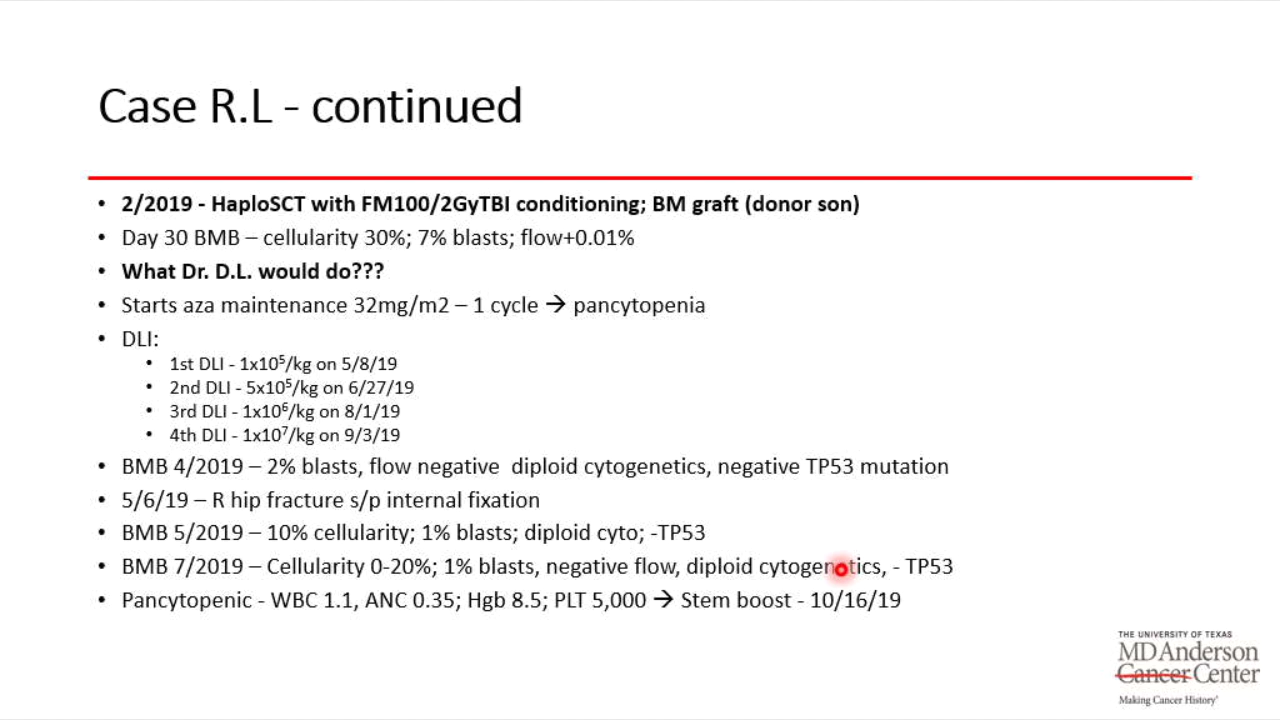 Case R.L - continued
• 2/2019 - HaploSCT with FM100/2GyTBI conditioning; BM graft (donor son)
• Day 30 BMB – cellularity 30%; 7% blasts; flow+0.01%
• What Dr. D.L. would do???
• Starts aza maintenance 32mg/m2 – 1 cycle → pancytopenia
• DLI:
• 1st DLI - 1x10⁵/kg on 5/8/19
• 2nd DLI - 5x10⁵/kg on 6/27/19
• 3rd DLI - 1x10⁶/kg on 8/1/19
• 4th DLI - 1x10⁷/kg on 9/3/19
• BMB 4/2019 – 2% blasts, flow negative  diploid cytogenetics, negative TP53 mutation
• 5/6/19 – R hip fracture s/p internal fixation
• BMB 5/2019 – 10% cellularity; 1% blasts; diploid cyto; -TP53
• BMB 7/2019 – Cellularity 0-20%; 1% blasts, negative flow, diploid cytogenetics, - TP53
• Pancytopenic - WBC 1.1, ANC 0.35; Hgb 8.5; PLT 5,000 → Stem boost - 10/16/19
THE UNIVERSITY OF TEXAS
MD Anderson
Cancer Center
Making Cancer History®